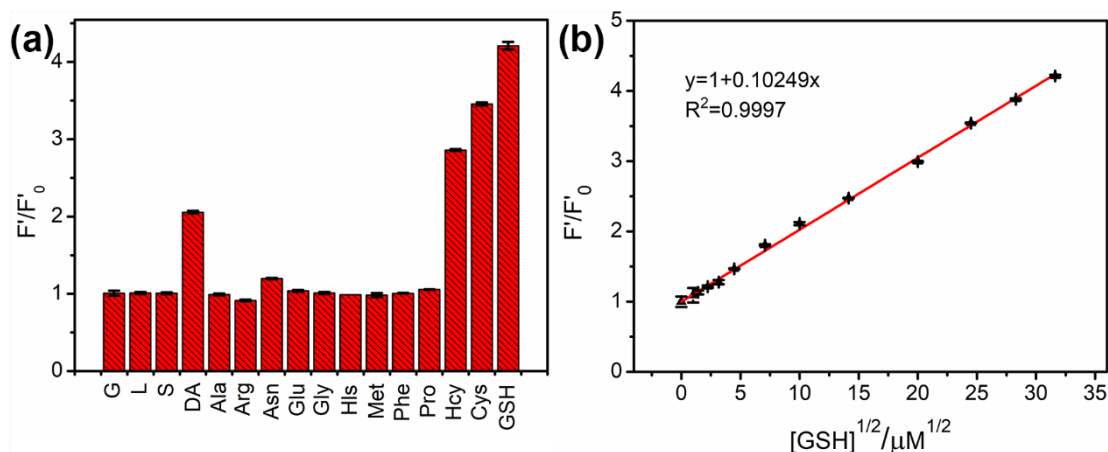 (a)
F'/F'0
4
3
2
1
0
G
L
S
DA
Ala
Arg
Asn
Glu
Gly
HIs
Met
Phe
Pro
Hcy
Cys
GSH
(b)
F'/F'0
5
4
3
2
1
0
y=1+0.10249x
R²=0.9997
0 5 10 15 20 25 30 35
[GSH]^1/2/μM^1/2